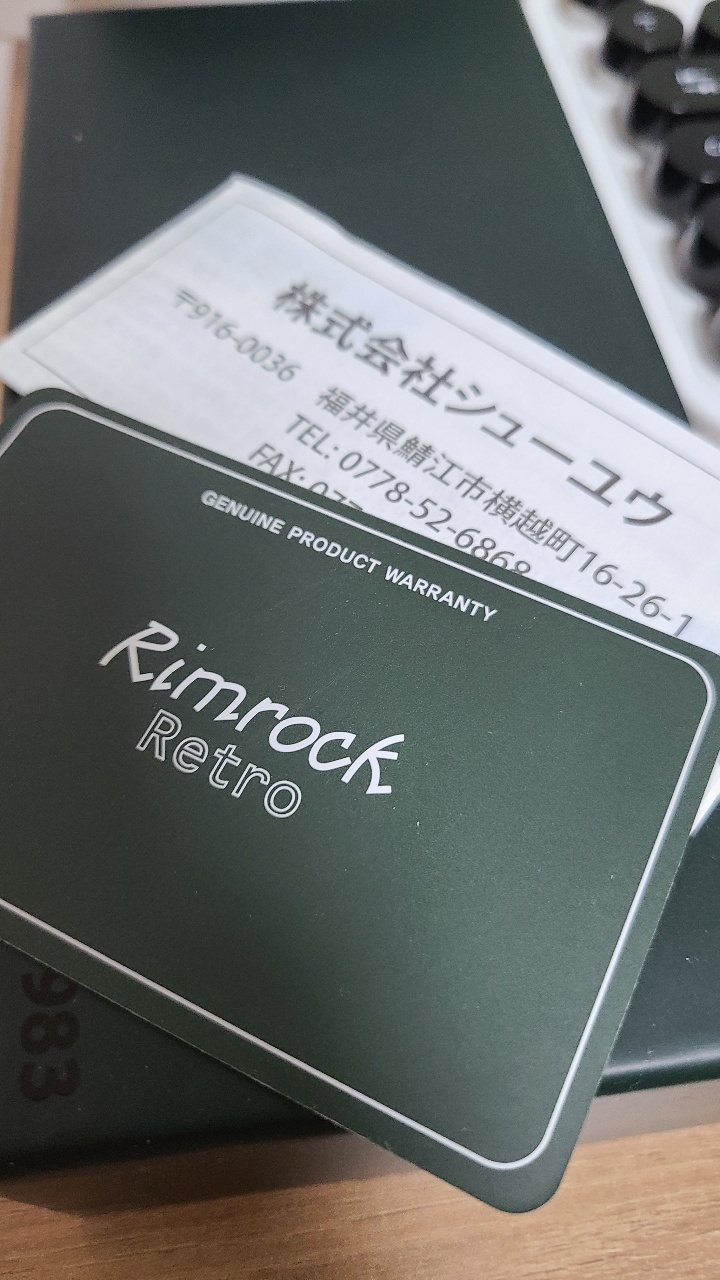 株式会社シューユウ
〒916-0036
福井県鯖江市横越町16-26-1
TEL: 0778-52-6868
FAX:
GENUINE PRODUCT WARRANTY
Rimrock
Retro
983